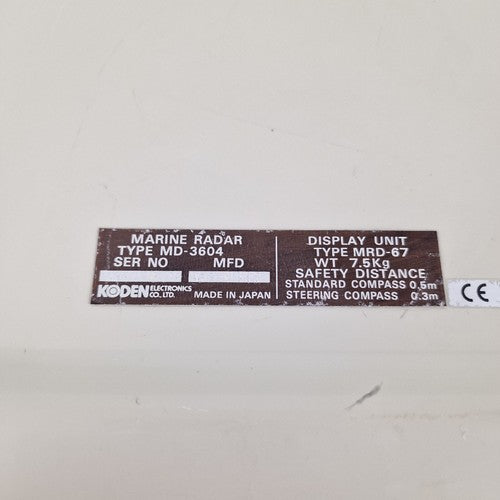 MARINE RADAR
TYPE MD-3604
SER NO MFD
KODEN ELECTRONICS CO., LTD. MADE IN JAPAN
DISPLAY UNIT
TYPE MRD-67
WT 7.5Kg
SAFETY DISTANCE
STANDARD COMPASS 0.5m
STEERING COMPASS 0.3m
CE